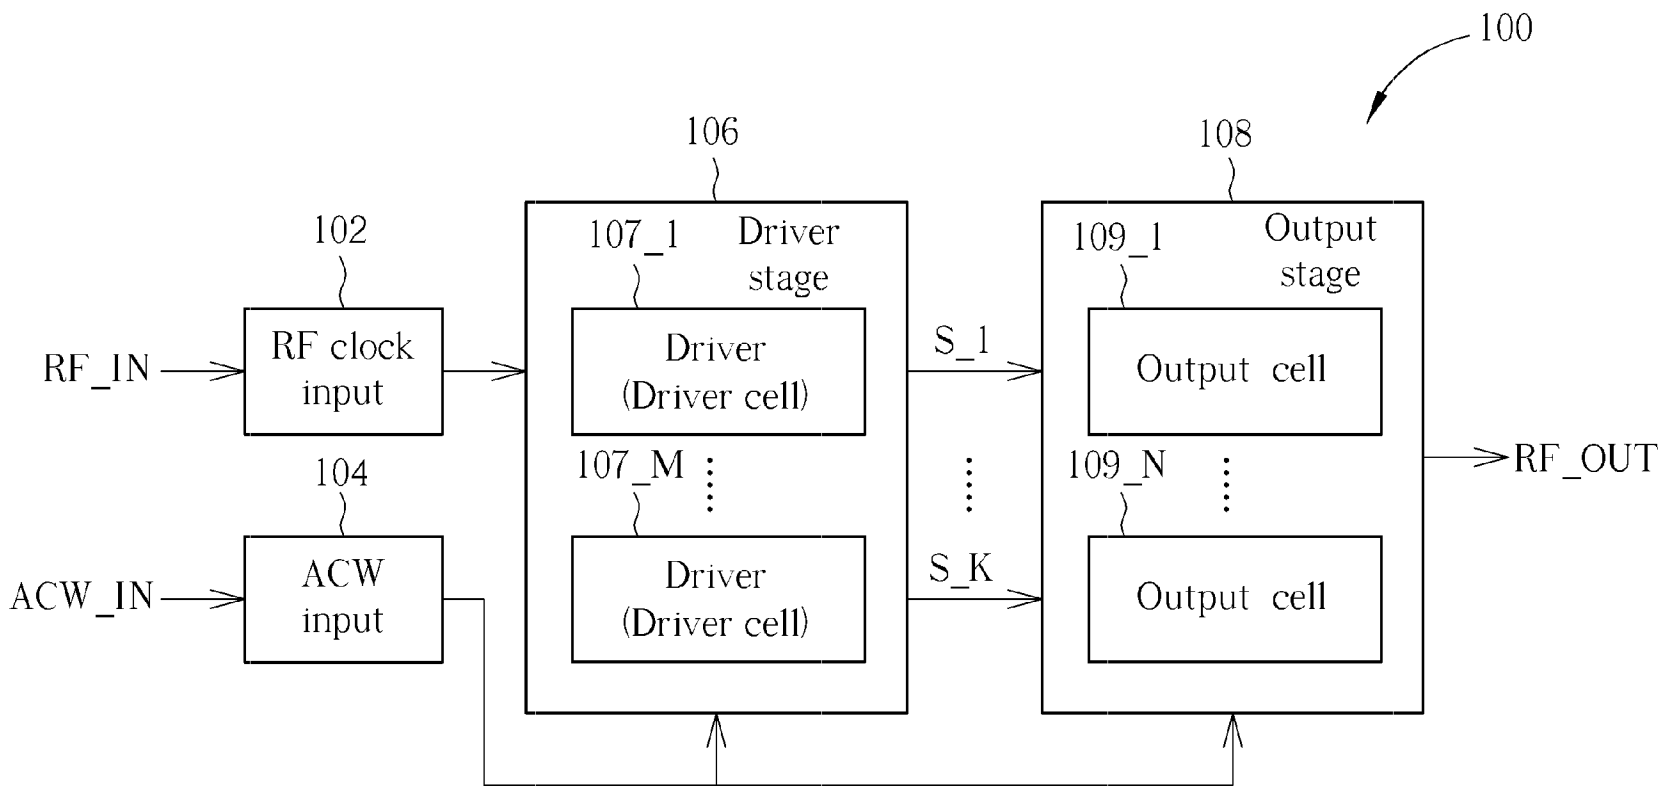 100
106
108
102
107_1
Driver
stage
109_1
Output
stage
RF_IN
RF clock
input
Driver
(Driver cell)
S_1
Output cell
104
107_M
109_N
RF_OUT
ACW_IN
ACW
input
Driver
(Driver cell)
S_K
Output cell